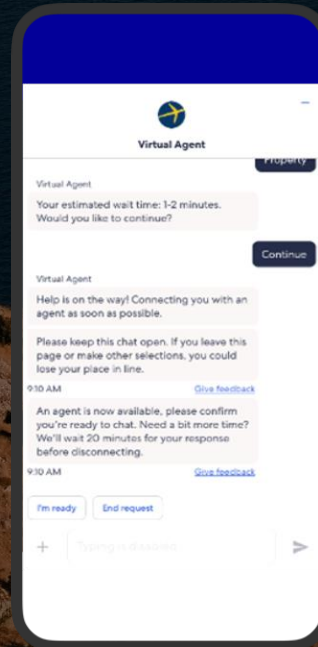 Virtual Agent
Property
Virtual Agent
Your estimated wait time: 1-2 minutes.
Would you like to continue?
Continue
Virtual Agent
Help is on the way! Connecting you with an
agent as soon as possible.
Please keep this chat open. If you leave this
page or make other selections, you could
lose your place in line.
9:10 AM Give feedback
An agent is now available, please confirm
you're ready to chat. Need a bit more time?
We'll wait 20 minutes for your response
before disconnecting.
9:10 AM Give feedback
I'm ready End request
Typing is disabled